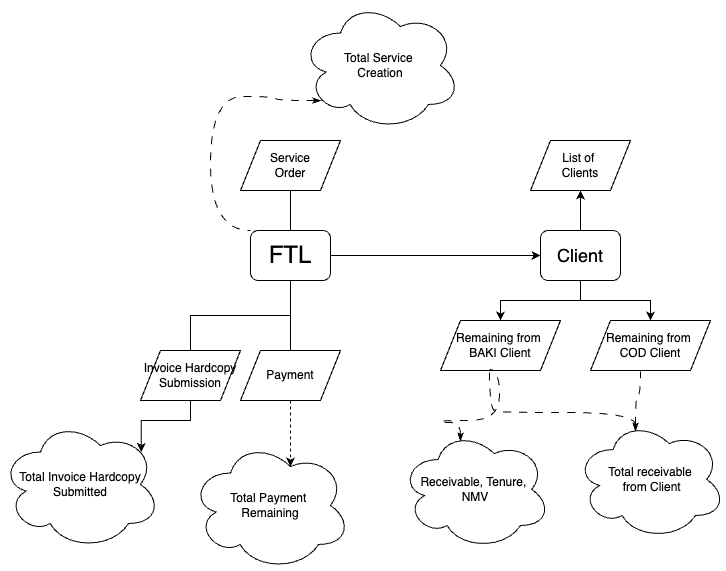 Total Service
Creation
Service
Order
List of
Clients
FTL
Client
Remaining from
BAKI Client
Remaining from
COD Client
Invoice Hardcopy
Submission
Payment
Total Invoice Hardcopy
Submitted
Total Payment
Remaining
Receivable, Tenure,
NMV
Total receivable
from Client